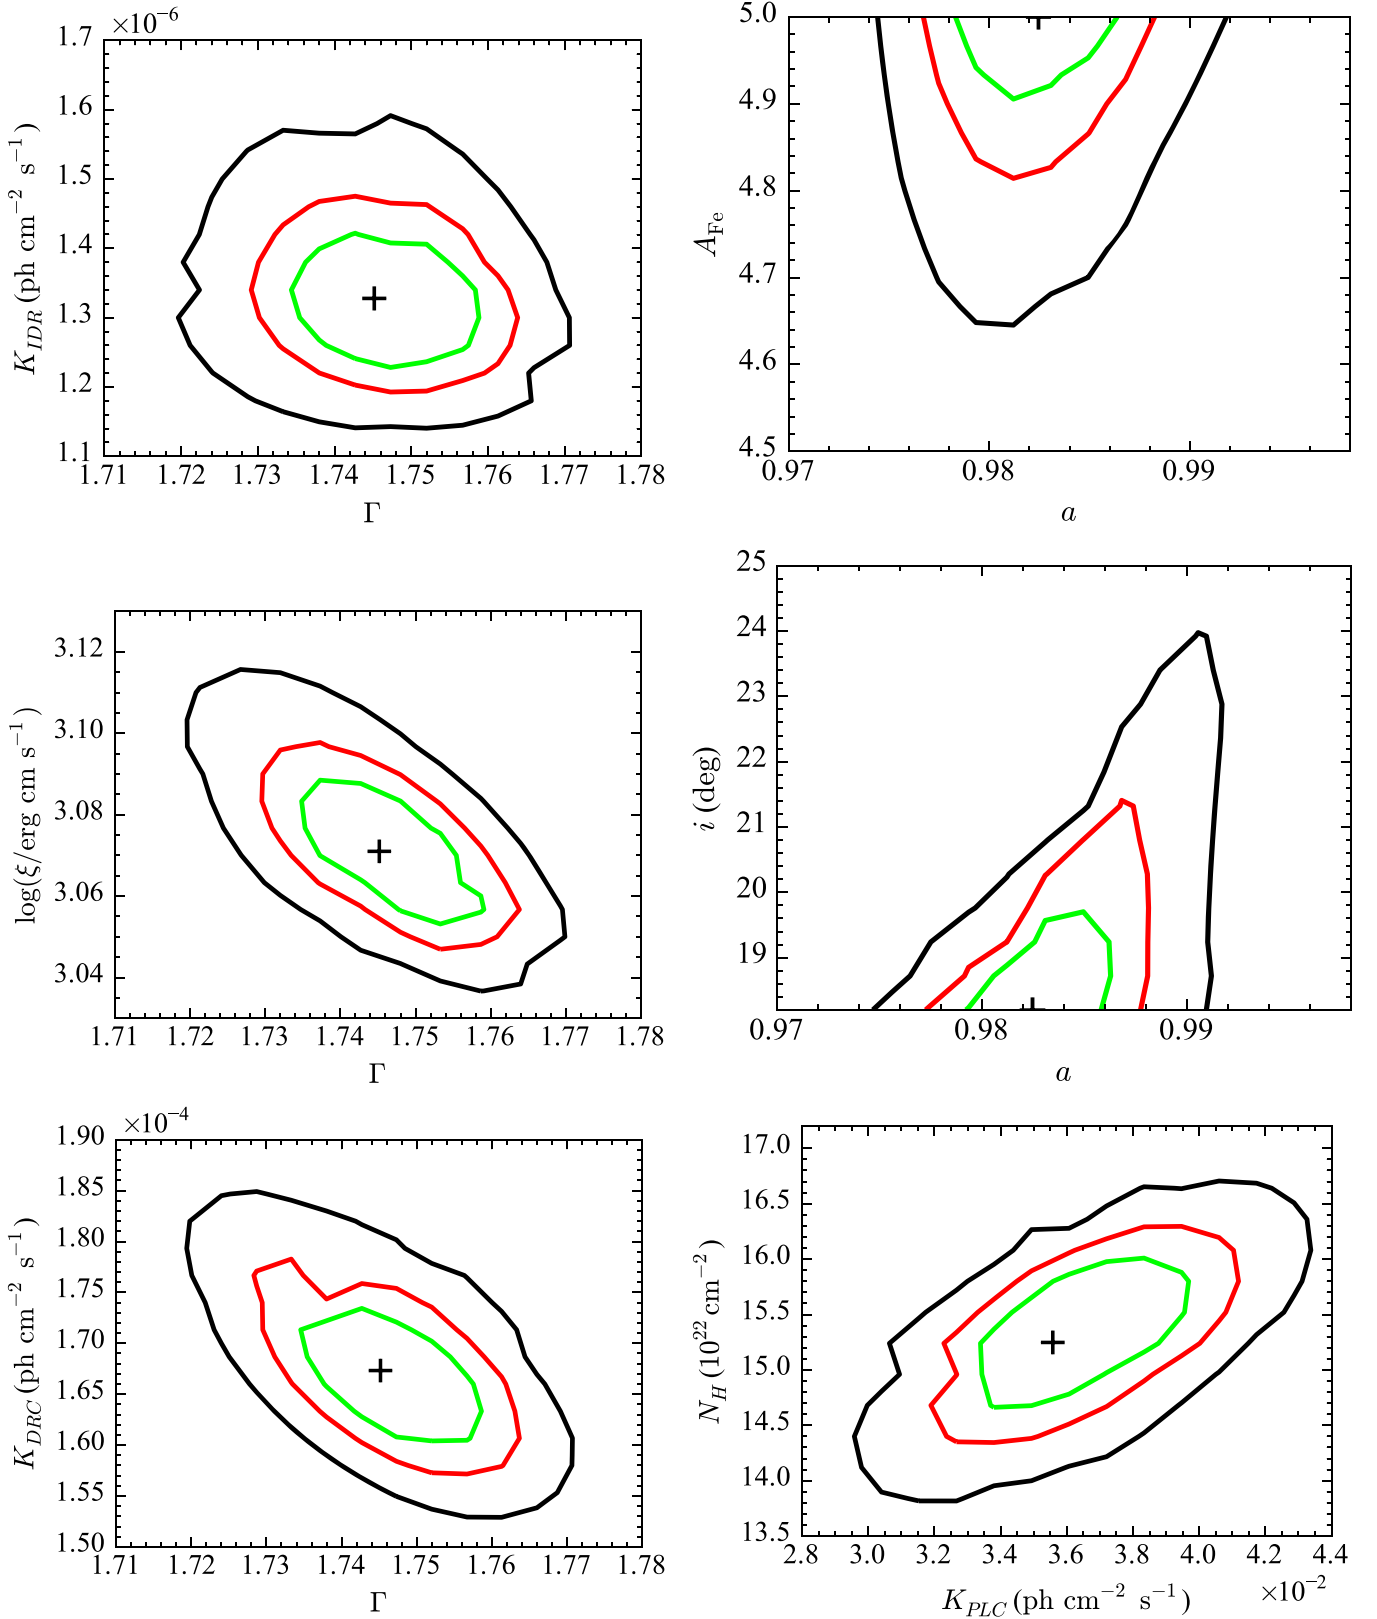 ×10⁻⁶
1.7
1.6
1.5
1.4
1.3
1.2
1.1
K_IDR (ph cm⁻² s⁻¹)
1.71 1.72 1.73 1.74 1.75 1.76 1.77 1.78
Γ
5.0
4.9
4.8
4.7
4.6
4.5
A_Fe
0.97 0.98 0.99
a
3.12
3.10
3.08
3.06
3.04
log(ξ/erg cm s⁻¹)
1.71 1.72 1.73 1.74 1.75 1.76 1.77 1.78
Γ
25
24
23
22
21
20
19
i (deg)
0.97 0.98 0.99
a
×10⁻⁴
1.90
1.85
1.80
1.75
1.70
1.65
1.60
1.55
1.50
K_DRC (ph cm⁻² s⁻¹)
1.71 1.72 1.73 1.74 1.75 1.76 1.77 1.78
Γ
17.0
16.5
16.0
15.5
15.0
14.5
14.0
13.5
N_H (10²² cm⁻²)
2.8 3.0 3.2 3.4 3.6 3.8 4.0 4.2 4.4
×10⁻²
K_PLC (ph cm⁻² s⁻¹)